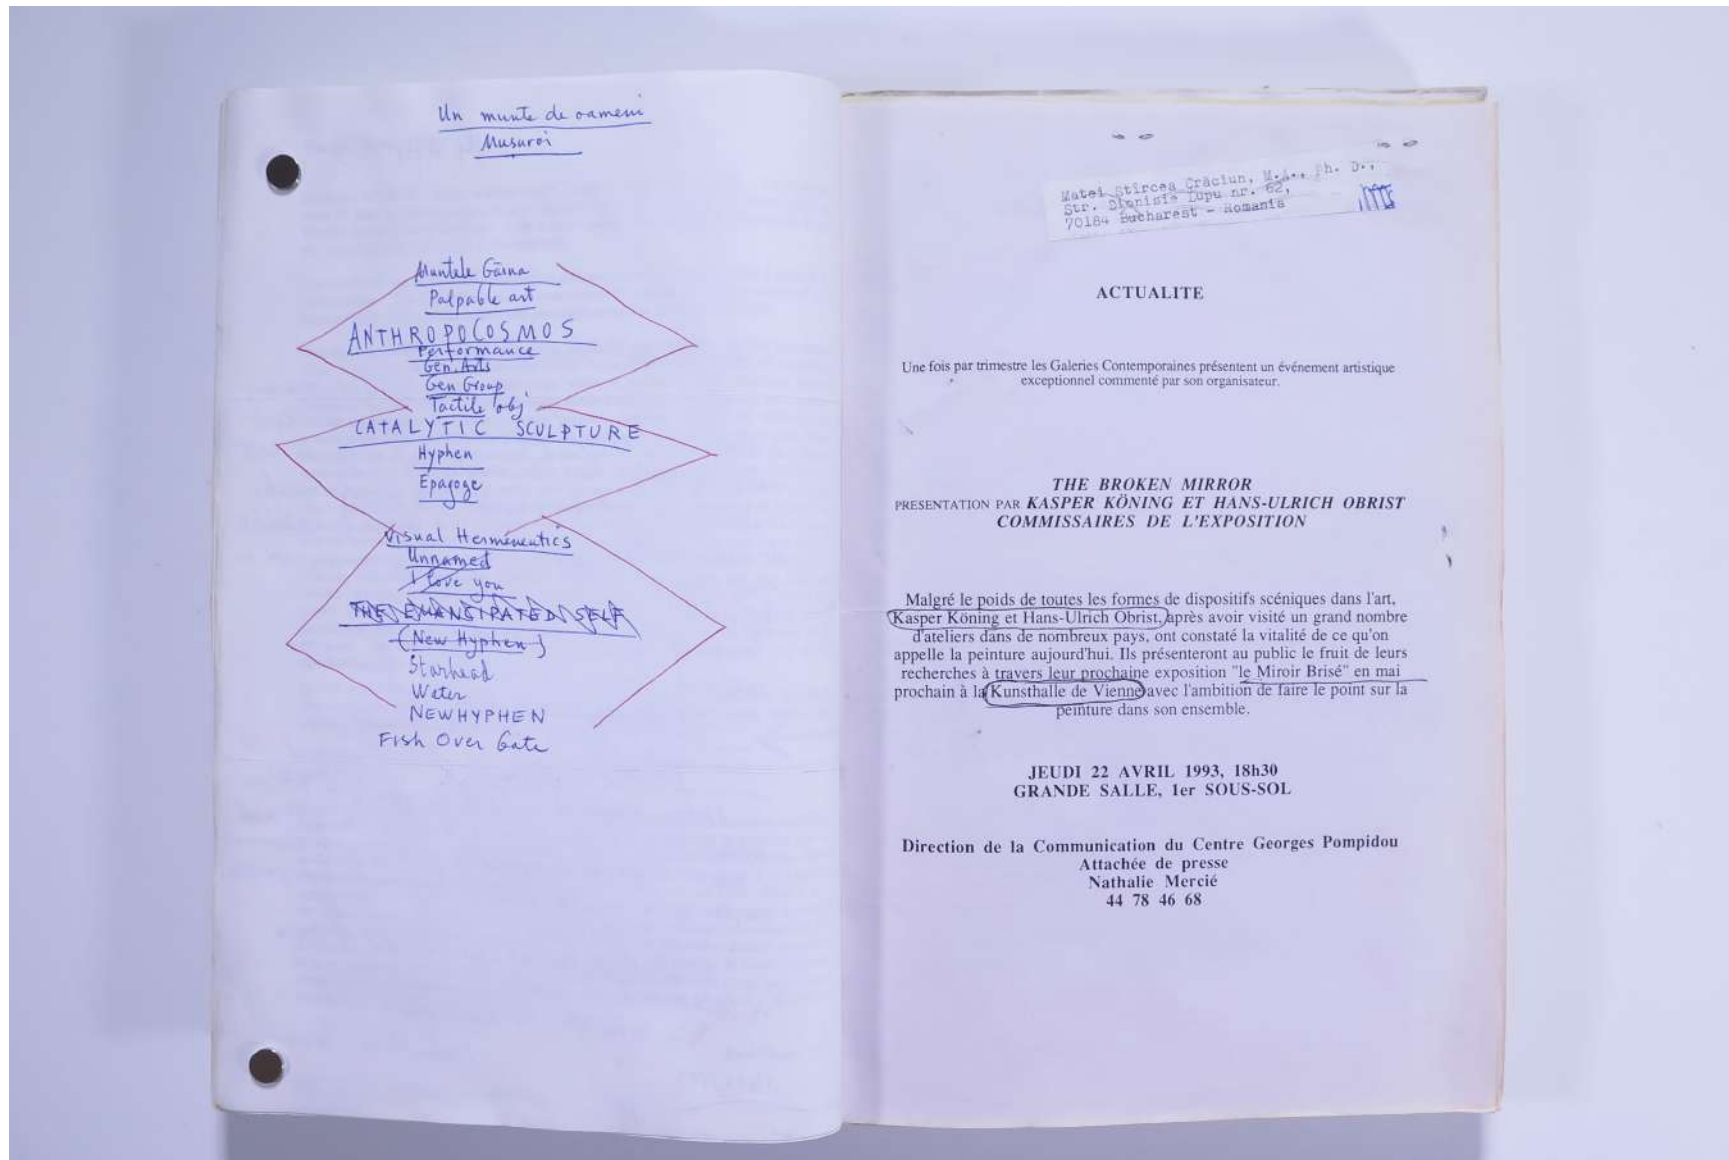 Un munte de oameni
Musuroi
Muntele Găina
Palpable art
ANTHROPOCOSMOS
Performance
Gen. Arts
Gen Group
Tactile obj
CATALYTIC SCULPTURE
Hyphen
Epagoge
Visual Hermeneutics
Unnamed
I love you
THE EMANCIPATED SELF
(New Hyphen)
Starhead
Water
NEWHYPHEN
Fish Over Gate
Matei Stîrcea Crăciun, M.A., Ph. D.,
Str. Dionisie Lupu nr. 62,
70184 Bucharest - Romania
ACTUALITE
Une fois par trimestre les Galeries Contemporaines présentent un événement artistique
exceptionnel commenté par son organisateur.
THE BROKEN MIRROR
PRESENTATION PAR KASPER KÖNING ET HANS-ULRICH OBRIST
COMMISSAIRES DE L'EXPOSITION
Malgré le poids de toutes les formes de dispositifs scéniques dans l'art,
Kasper Köning et Hans-Ulrich Obrist, après avoir visité un grand nombre
d'ateliers dans de nombreux pays, ont constaté la vitalité de ce qu'on
appelle la peinture aujourd'hui. Ils présenteront au public le fruit de leurs
recherches à travers leur prochaine exposition "le Miroir Brisé" en mai
prochain à la Kunsthalle de Vienne avec l'ambition de faire le point sur la
peinture dans son ensemble.
JEUDI 22 AVRIL 1993, 18h30
GRANDE SALLE, 1er SOUS-SOL
Direction de la Communication du Centre Georges Pompidou
Attachée de presse
Nathalie Mercié
44 78 46 68